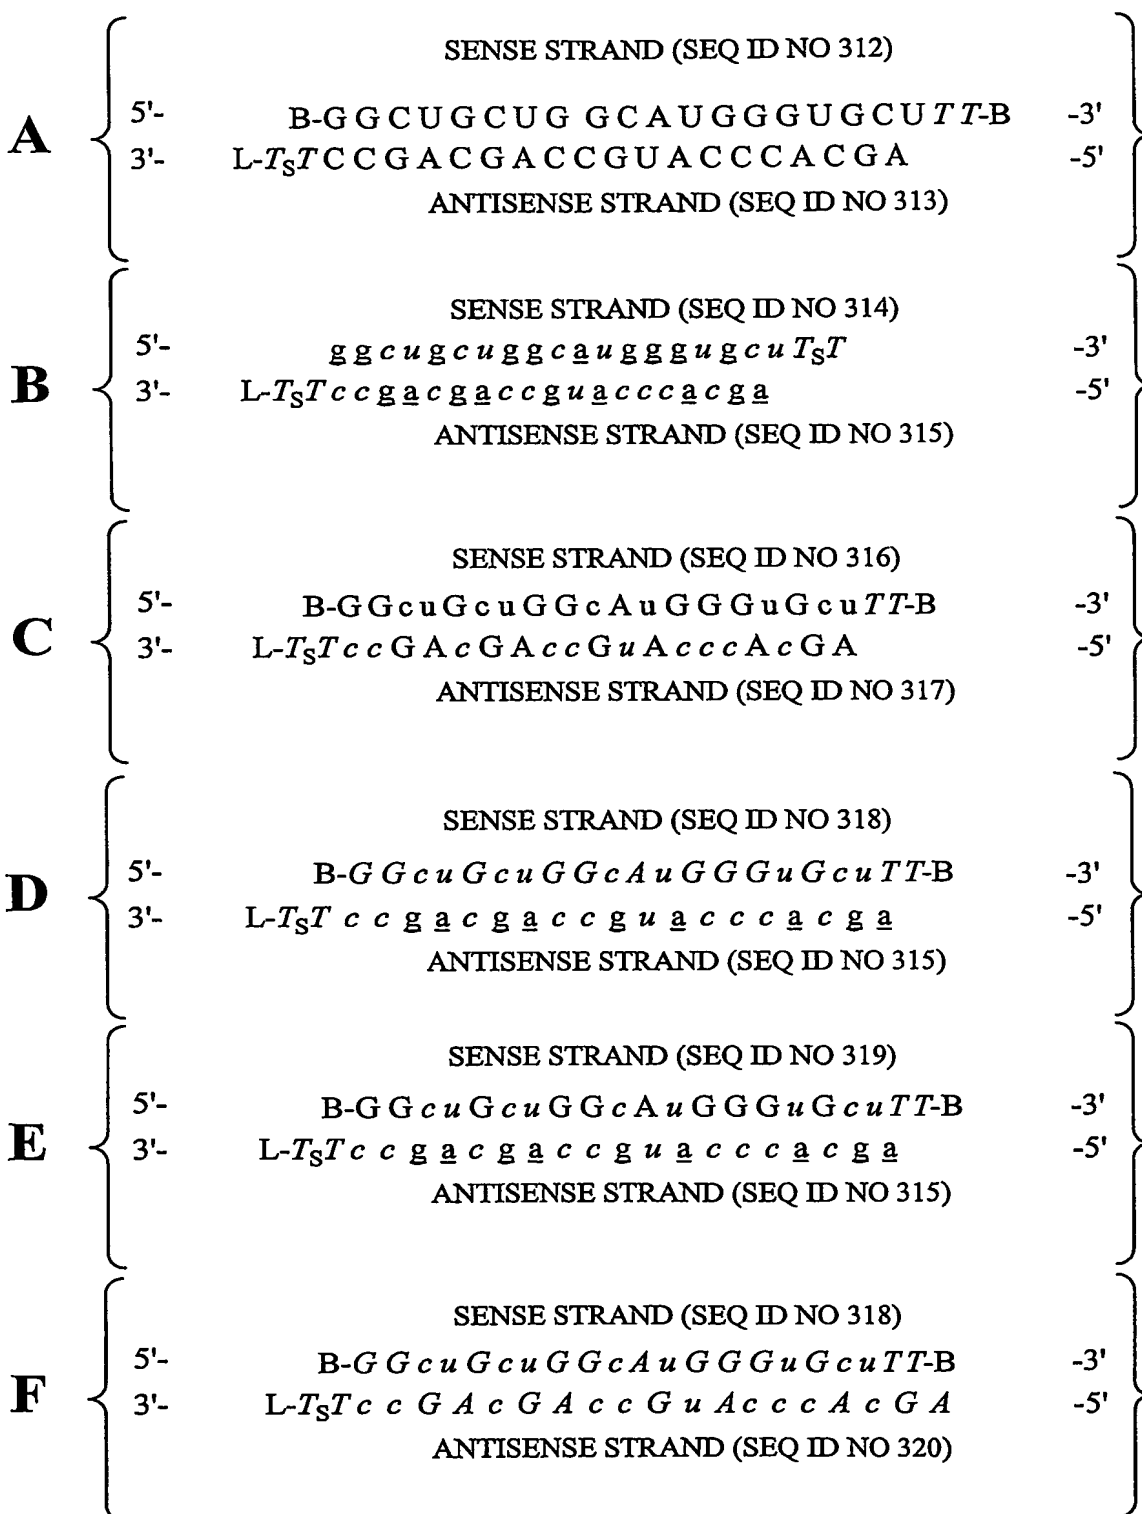 SENSE STRAND (SEQ ID NO 312)
A
5'- B-G G C U G C U G G C A U G G G U G C U T T-B -3'
3'- L-TST C C G A C G A C C G U A C C C A C G A -5'
ANTISENSE STRAND (SEQ ID NO 313)
SENSE STRAND (SEQ ID NO 314)
B
5'- g g c u g c u g g c a u g g g u g c u TST -3'
3'- L-TST c c g a c g a c c g u a c c c a c g a -5'
ANTISENSE STRAND (SEQ ID NO 315)
SENSE STRAND (SEQ ID NO 316)
C
5'- B-G G c u G c u G G c A u G G G u G c u T T-B -3'
3'- L-TST c c G A c G A c c G u A c c c A c G A -5'
ANTISENSE STRAND (SEQ ID NO 317)
SENSE STRAND (SEQ ID NO 318)
D
5'- B-G G c u G c u G G c A u G G G u G c u T T-B -3'
3'- L-TST c c g a c g a c c g u a c c c a c g a -5'
ANTISENSE STRAND (SEQ ID NO 315)
SENSE STRAND (SEQ ID NO 319)
E
5'- B-G G c u G c u G G c A u G G G u G c u T T-B -3'
3'- L-TST c c g a c g a c c g u a c c c a c g a -5'
ANTISENSE STRAND (SEQ ID NO 315)
SENSE STRAND (SEQ ID NO 318)
F
5'- B-G G c u G c u G G c A u G G G u G c u T T-B -3'
3'- L-TST c c G A c G A c c G u A c c c A c G A -5'
ANTISENSE STRAND (SEQ ID NO 320)